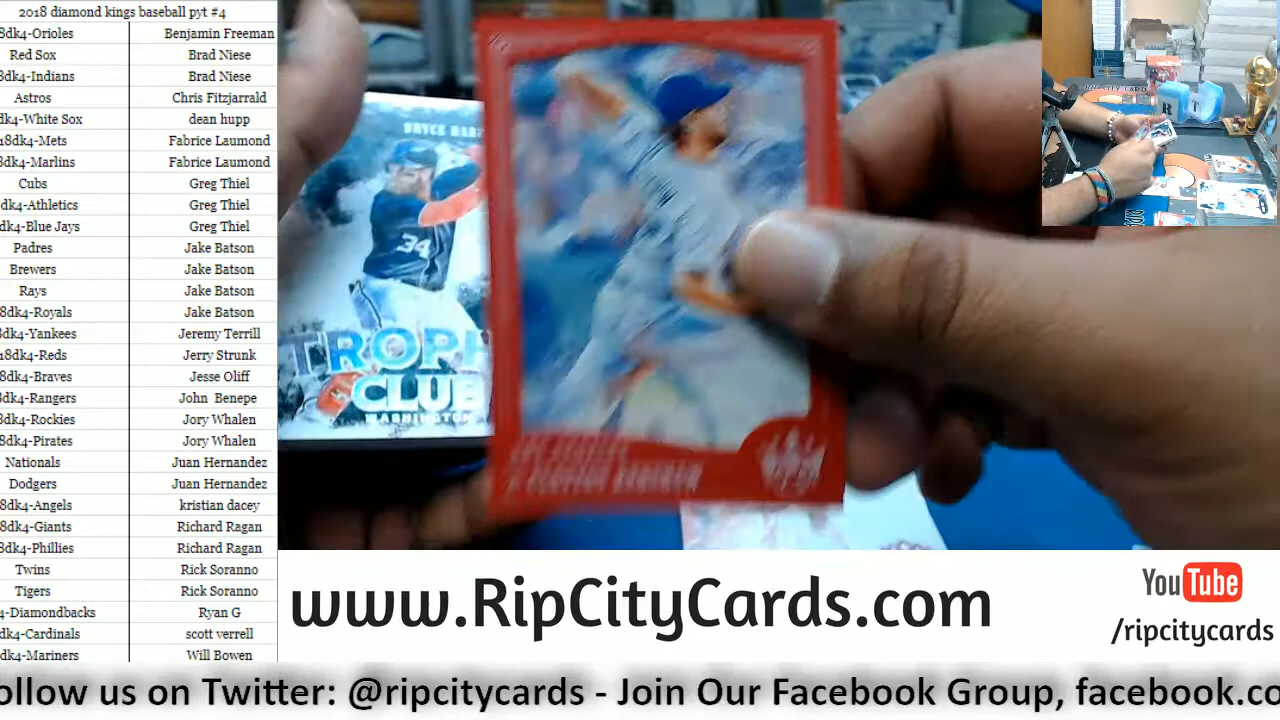 2018 diamond kings baseball pyt #4
8dk4-Orioles Benjamin Freeman
Red Sox Brad Niese
8dk4-Indians Brad Niese
Astros Chris Fitzjarrald
dk4-White Sox dean hupp
18dk4-Mets Fabrice Laumond
8dk4-Marlins Fabrice Laumond
Cubs Greg Thiel
dk4-Athletics Greg Thiel
dk4-Blue Jays Greg Thiel
Padres Jake Batson
Brewers Jake Batson
Rays Jake Batson
8dk4-Royals Jake Batson
8dk4-Yankees Jeremy Terrill
18dk4-Reds Jerry Strunk
8dk4-Braves Jesse Oliff
8dk4-Rangers John Benepe
8dk4-Rockies Jory Whalen
8dk4-Pirates Jory Whalen
Nationals Juan Hernandez
Dodgers Juan Hernandez
8dk4-Angels kristian dacey
8dk4-Giants Richard Ragan
8dk4-Phillies Richard Ragan
Twins Rick Soranno
Tigers Rick Soranno
4-Diamondbacks Ryan G
dk4-Cardinals scott verrell
dk4-Mariners Will Bowen
BRYCE HAR
34
TROPH
CLUB
WASHINGTON
www.RipCityCards.com
YouTube
/ripcitycards
ollow us on Twitter: @ripcitycards - Join Our Facebook Group, facebook.co